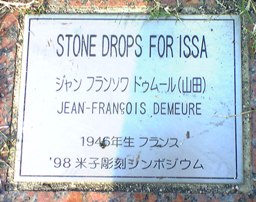 STONE DROPS FOR ISSA
ジャン フランソワ ドゥムール(山田)
JEAN-FRANÇOIS DEMEURE
1946年生 フランス
'98 米子彫刻シンポジウム